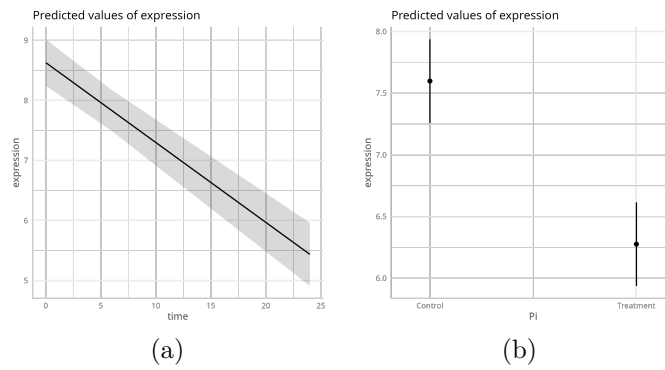 Predicted values of expression
9
8
7
6
5
expression
0 5 10 15 20 25
time
(a)
Predicted values of expression
8.0
7.5
7.0
6.5
6.0
expression
Control Treatment
Pi
(b)